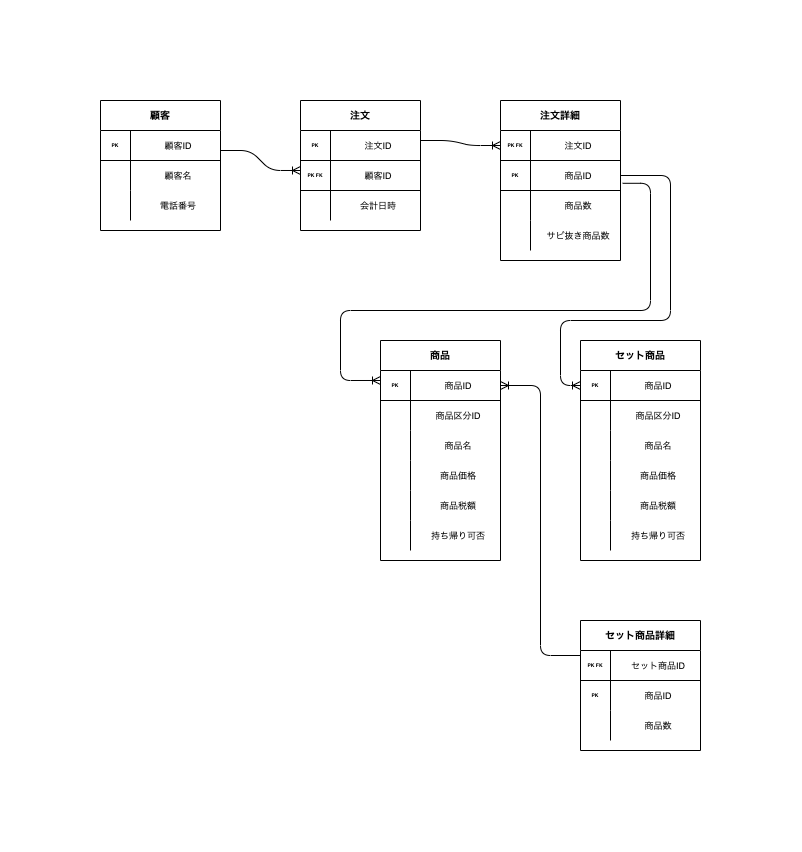 顧客
PK 顧客ID
顧客名
電話番号
注文
PK 注文ID
PK FK 顧客ID
会計日時
注文詳細
PK FK 注文ID
PK 商品ID
商品数
サビ抜き商品数
商品
PK 商品ID
商品区分ID
商品名
商品価格
商品税額
持ち帰り可否
セット商品
PK 商品ID
商品区分ID
商品名
商品価格
商品税額
持ち帰り可否
セット商品詳細
PK FK セット商品ID
PK 商品ID
商品数